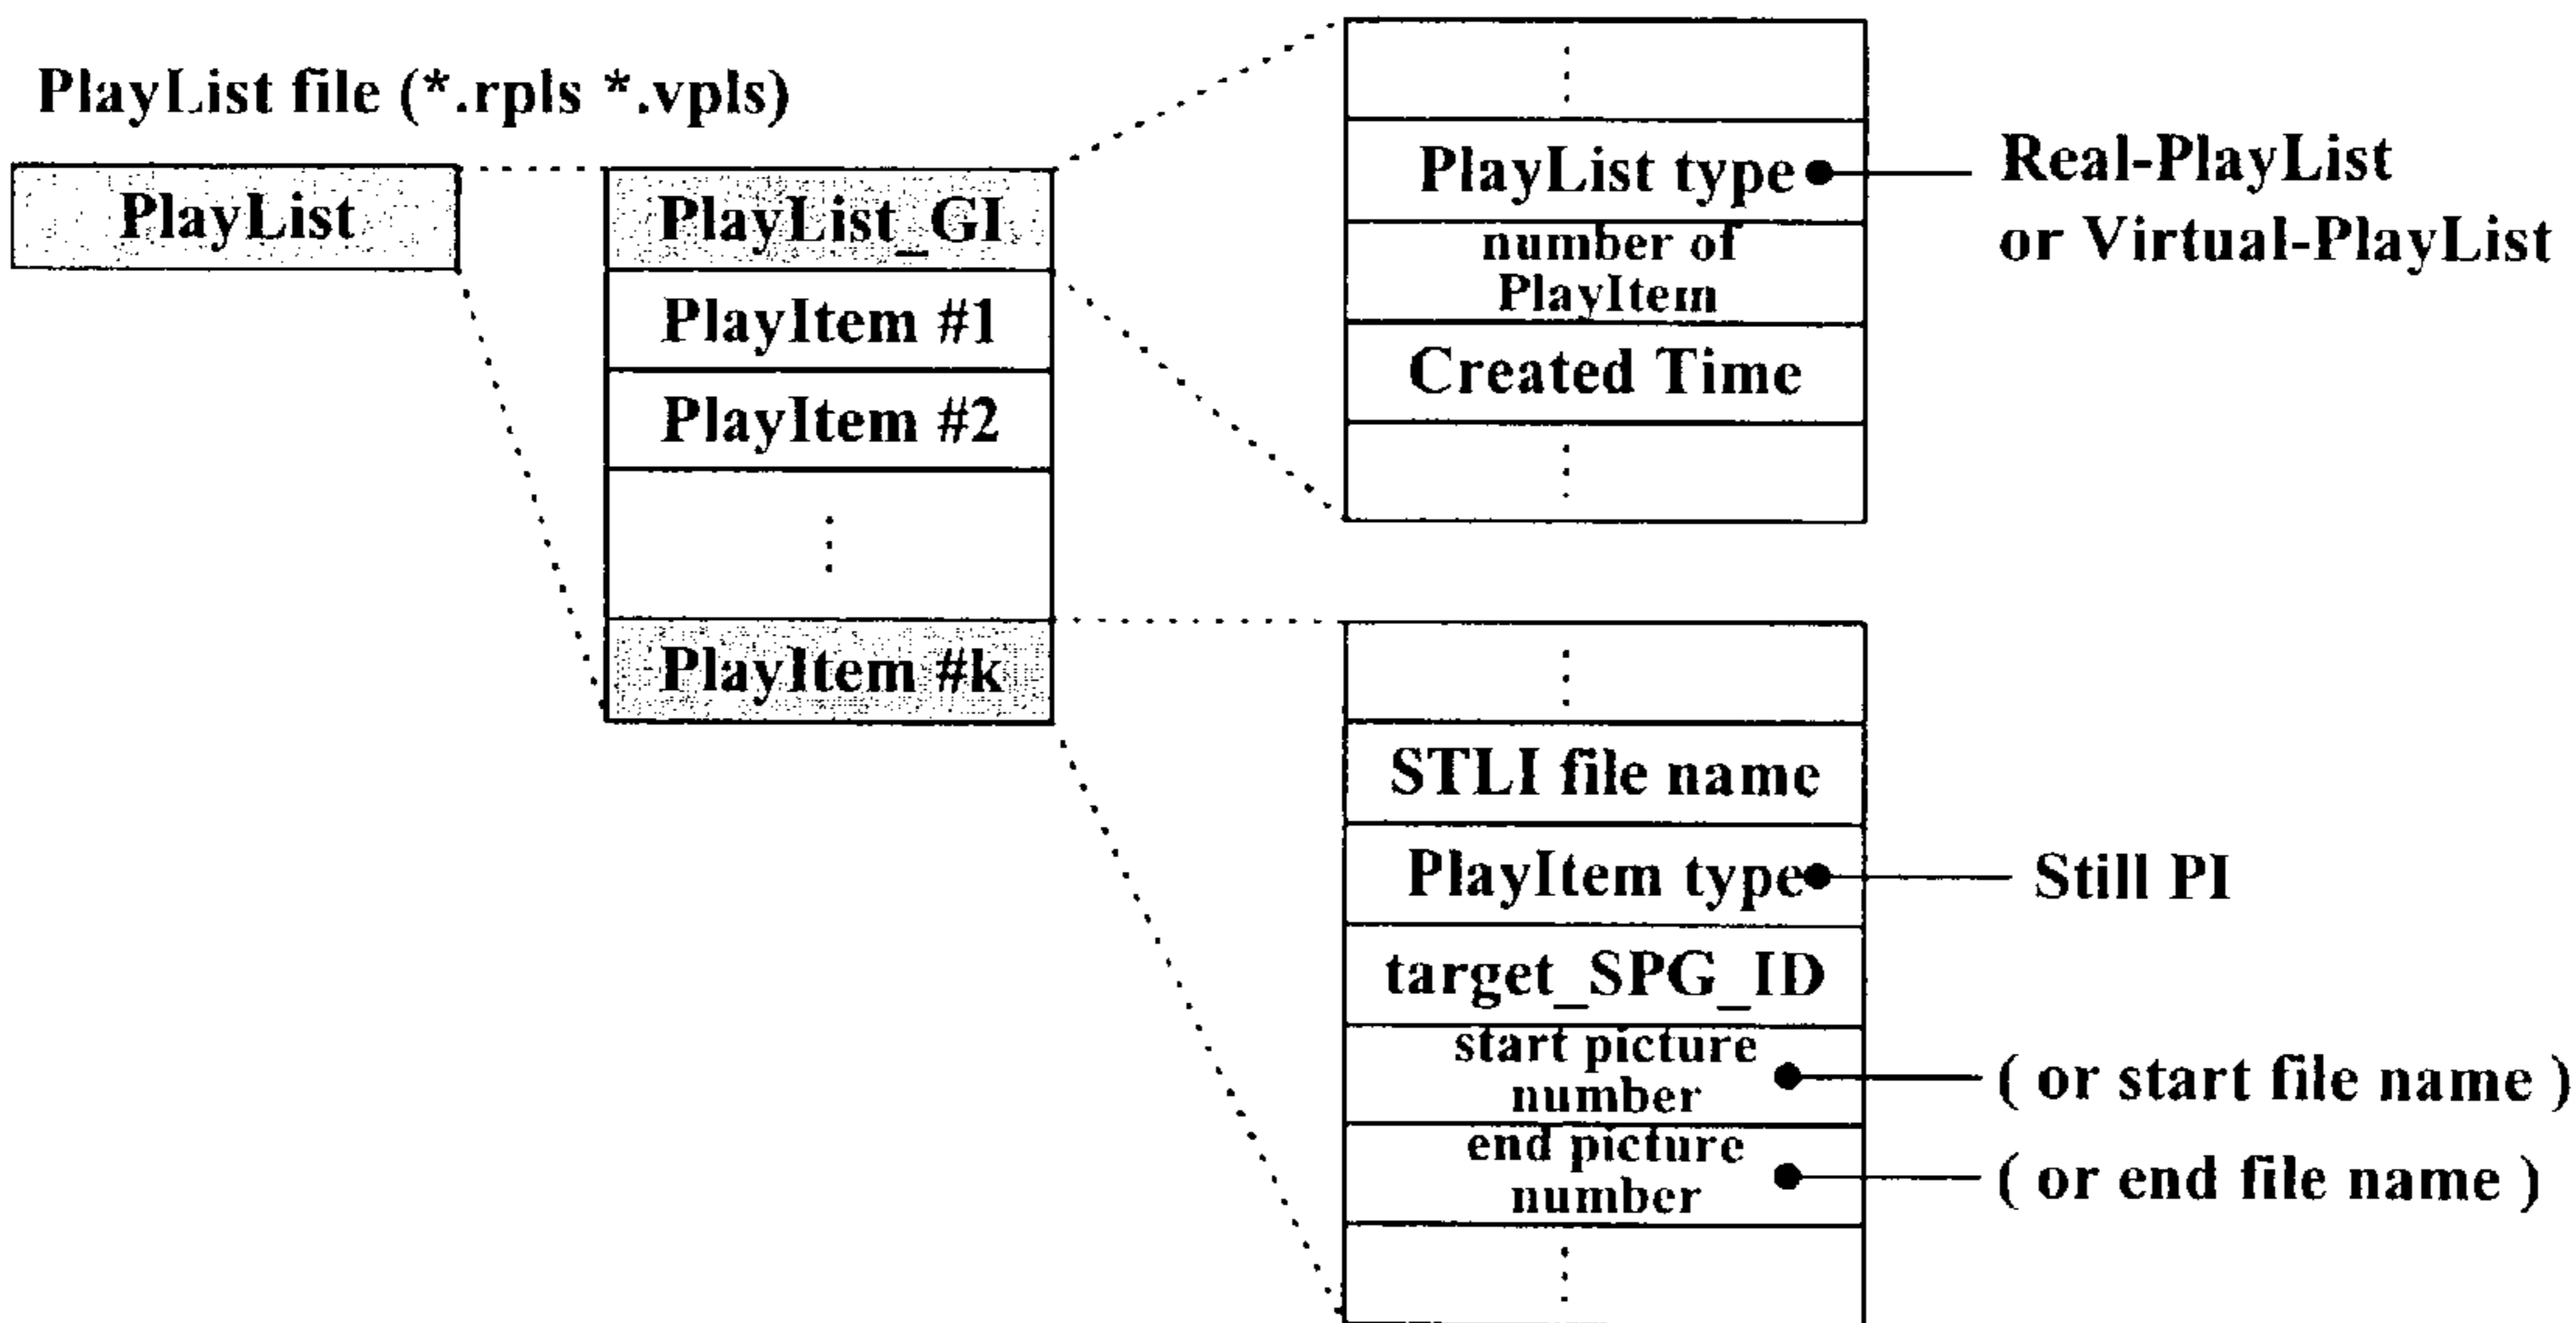 PlayList file (*.rpls *.vpls)
PlayList
PlayList_GI
PlayItem #1
PlayItem #2
PlayItem #k
PlayList type
number of
PlayItem
Created Time
Real-PlayList
or Virtual-PlayList
STLI file name
PlayItem type
target_SPG_ID
start picture
number
end picture
number
Still PI
( or start file name )
( or end file name )